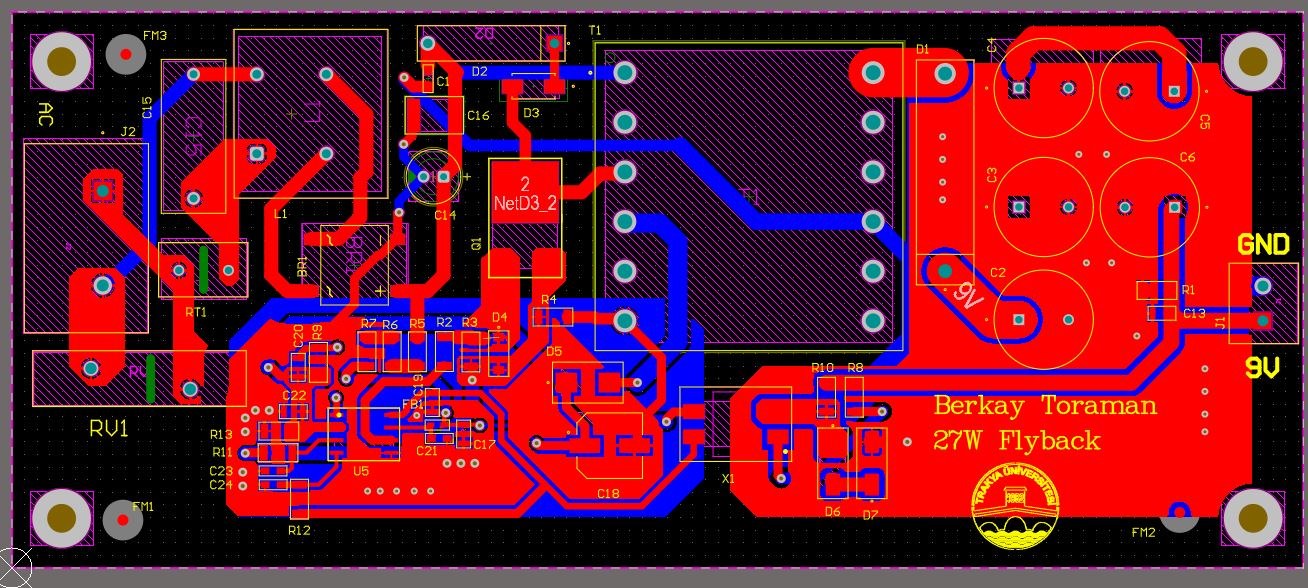 FM3
D2
D2
T1
D1
C4
AC
C15
C15
C1
C16
D3
C5
J2
2
NetD3_2
T1
C3
C6
L1
C14
Q1
BR1
GND
9V
C2
R1
C13
J1
RT1
R4
R7
R6
R5
R2
R3
D4
C20
R9
D5
9V
RV1
C22
C19
FB1
R10
R8
Berkay Toraman
27W Flyback
R13
R11
C21
C17
U5
C23
C24
C18
X1
D6
D7
TRAKYA ÜNİVERSİTESİ
FM1
R12
FM2